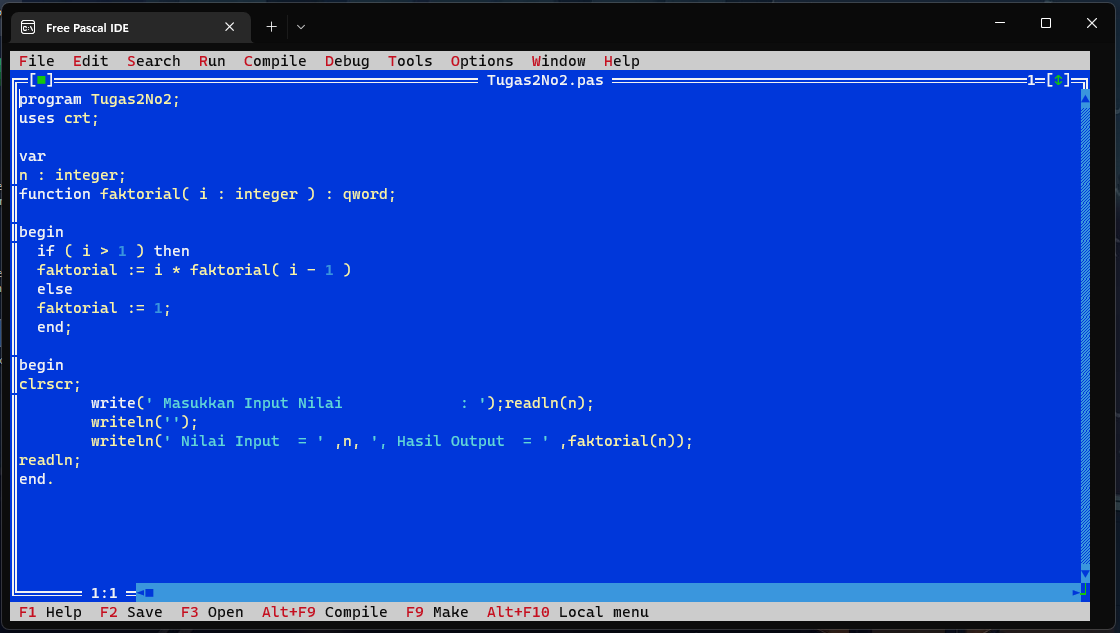 Free Pascal IDE
File Edit Search Run Compile Debug Tools Options Window Help
Tugas2No2.pas 1
program Tugas2No2;
uses crt;
var
n : integer;
function faktorial( i : integer ) : qword;
begin
if ( i > 1 ) then
faktorial := i * faktorial( i - 1 )
else
faktorial := 1;
end;
begin
clrscr;
write(' Masukkan Input Nilai             : ');readln(n);
writeln('');
writeln(' Nilai Input  = ' ,n, ', Hasil Output  = ' ,faktorial(n));
readln;
end.
1:1
F1 Help F2 Save F3 Open Alt+F9 Compile F9 Make Alt+F10 Local menu